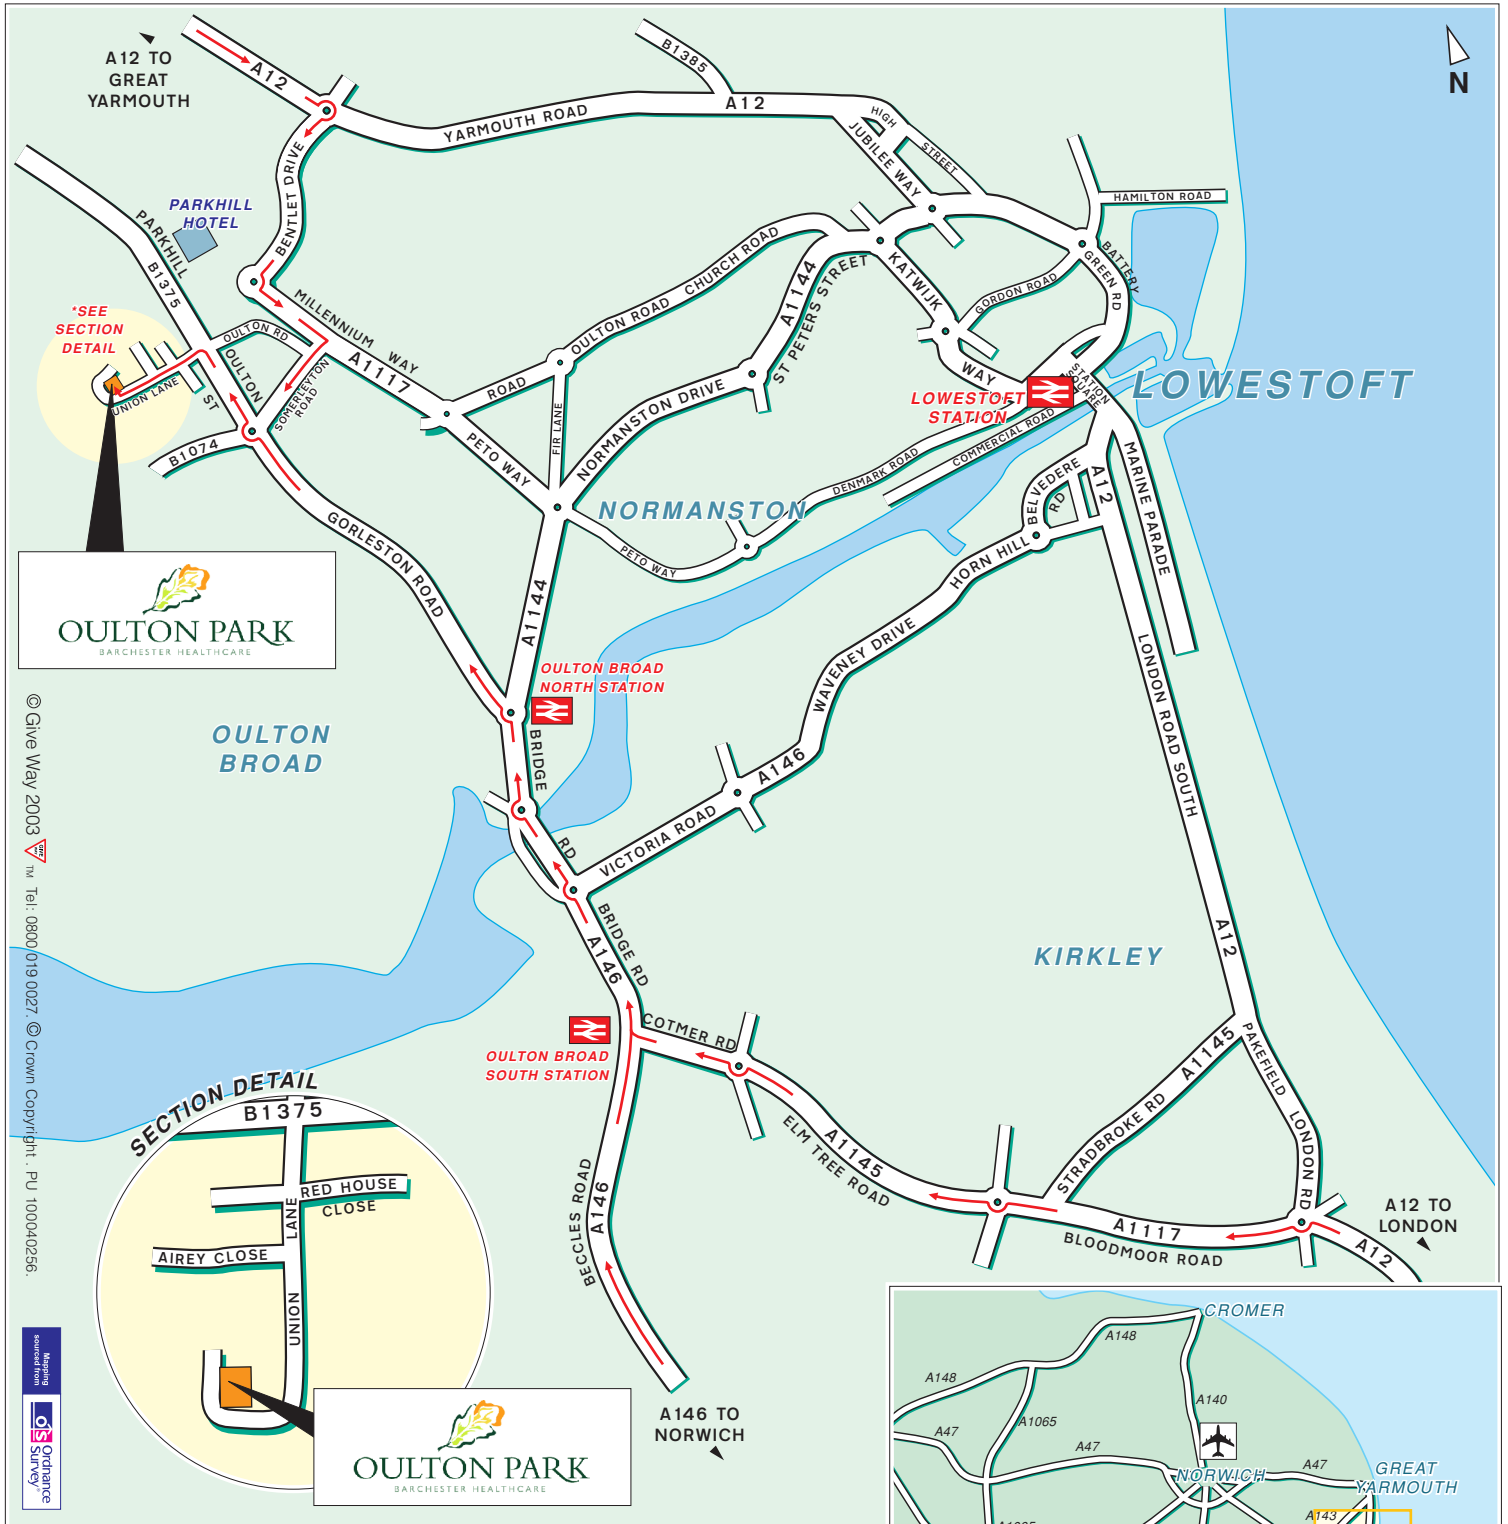 A12 TO
GREAT
YARMOUTH
A12
B1385
YARMOUTH ROAD
A12
HIGH
STREET
JUBILEE WAY
N
HAMILTON ROAD
PARKHILL
HOTEL
PARKHILL
B1375
BENTLET DRIVE
BATTERY
GREEN RD
GORDON ROAD
KATWIJK
WAY
CHURCH ROAD
OULTON ROAD
A1144
ST PETERS STREET
MILLENNIUM WAY
A1117
ROAD
*SEE
SECTION
DETAIL
OULTON RD
OULTON
ST
SOMERLEYTON
ROAD
UNION LANE
B1074
LOWESTOFT
LOWESTOFT
STATION
STATION
SQUARE
COMMERCIAL ROAD
DENMARK ROAD
NORMANSTON DRIVE
FIR LANE
PETO WAY
PETO WAY
NORMANSTON
BELVEDERE
RD
A12
MARINE PARADE
HORN HILL
GORLESTON ROAD
A1144
OULTON PARK
BARCHESTER HEALTHCARE
OULTON BROAD
NORTH STATION
WAVENEY DRIVE
LONDON ROAD SOUTH
OULTON
BROAD
BRIDGE
RD
A146
VICTORIA ROAD
BRIDGE RD
A146
A12
KIRKLEY
COTMER RD
OULTON BROAD
SOUTH STATION
PAKEFIELD
LONDON RD
A1145
STRADBROKE RD
A1145
ELM TREE ROAD
BECCLES ROAD
A146
A1117
BLOODMOOR ROAD
A12 TO
LONDON
A12
A146 TO
NORWICH
SECTION DETAIL
B1375
RED HOUSE
CLOSE
LANE
AIREY CLOSE
UNION
OULTON PARK
BARCHESTER HEALTHCARE
© Give Way 2003 GIVE WAY TM Tel: 0800 019 0027. © Crown Copyright . PU 100040256.
Mapping
sourced from
OS Ordnance
Survey®
CROMER
A148
A148
A140
A1065
A47
A47
NORWICH
A47
GREAT
YARMOUTH
A143